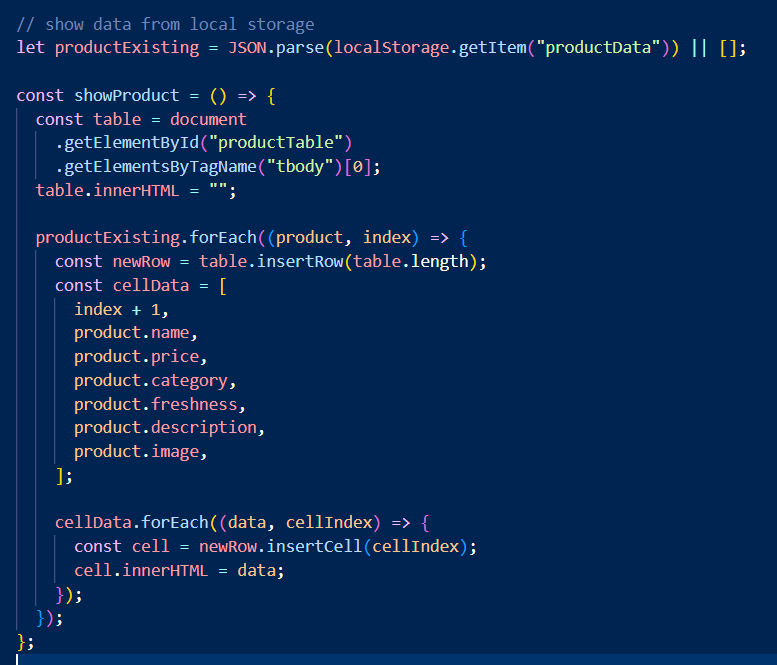 // show data from local storage
let productExisting = JSON.parse(localStorage.getItem("productData")) || [];

const showProduct = () => {
  const table = document
    .getElementById("productTable")
    .getElementsByTagName("tbody")[0];
  table.innerHTML = "";

  productExisting.forEach((product, index) => {
    const newRow = table.insertRow(table.length);
    const cellData = [
      index + 1,
      product.name,
      product.price,
      product.category,
      product.freshness,
      product.description,
      product.image,
    ];

    cellData.forEach((data, cellIndex) => {
      const cell = newRow.insertCell(cellIndex);
      cell.innerHTML = data;
    });
  });
};